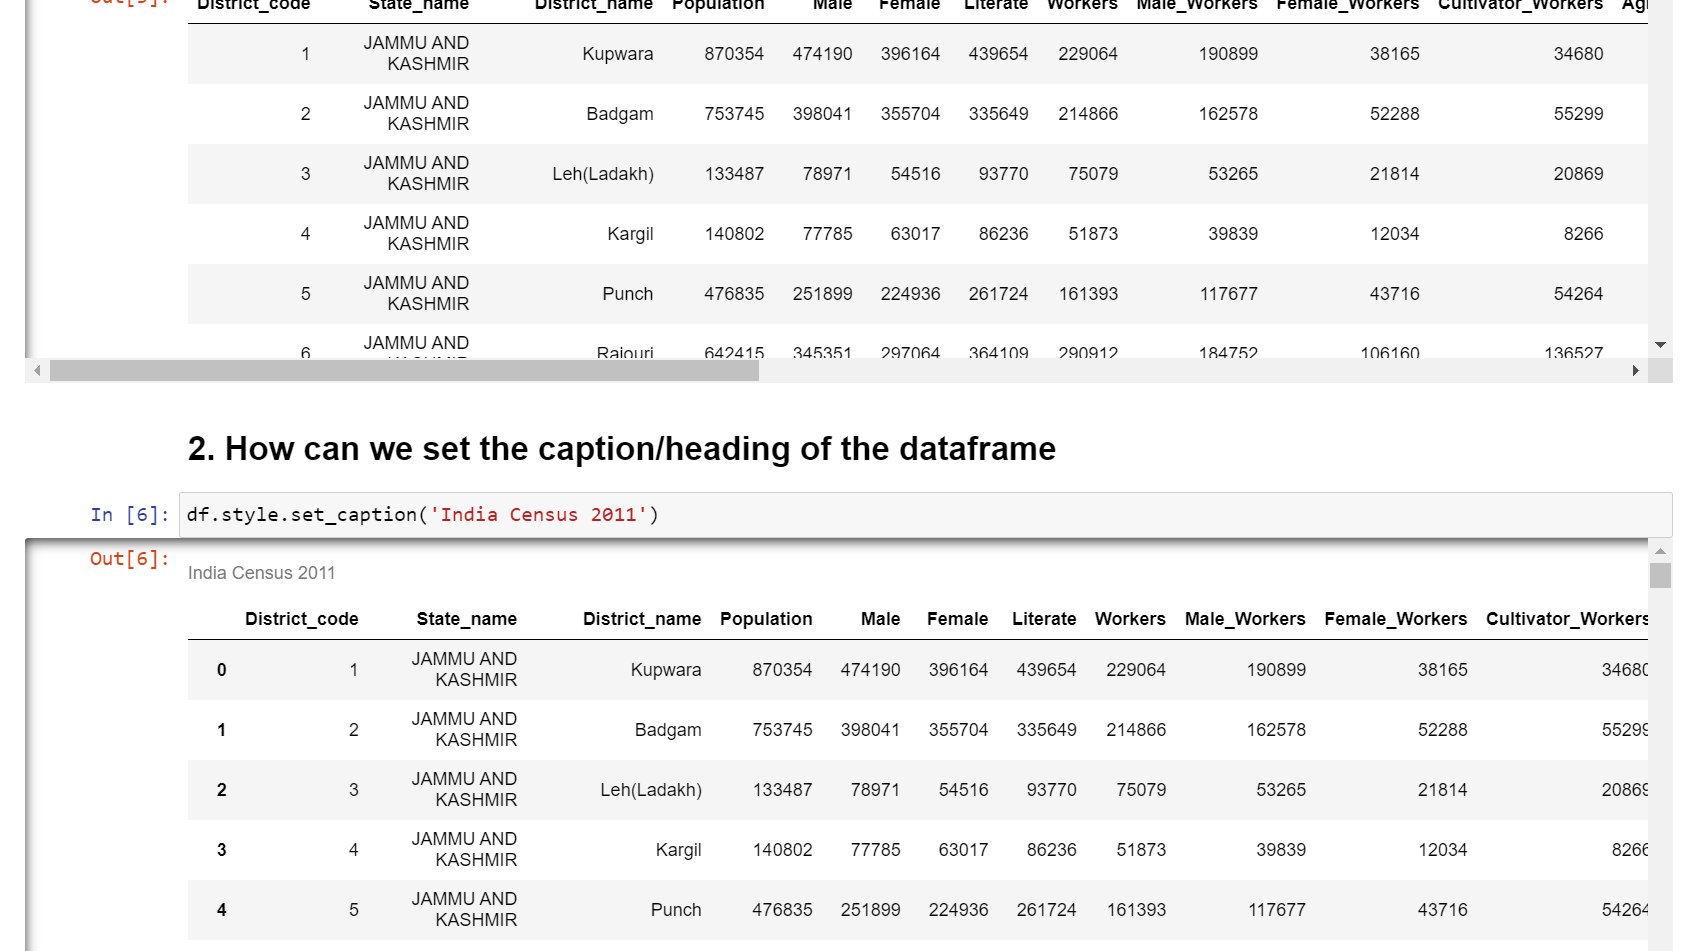 Out[5]:
District_code State_name District_name Population Male Female Literate Workers Male_Workers Female_Workers Cultivator_Workers
1 JAMMU AND KASHMIR Kupwara 870354 474190 396164 439654 229064 190899 38165 34680
2 JAMMU AND KASHMIR Badgam 753745 398041 355704 335649 214866 162578 52288 55299
3 JAMMU AND KASHMIR Leh(Ladakh) 133487 78971 54516 93770 75079 53265 21814 20869
4 JAMMU AND KASHMIR Kargil 140802 77785 63017 86236 51873 39839 12034 8266
5 JAMMU AND KASHMIR Punch 476835 251899 224936 261724 161393 117677 43716 54264
6 JAMMU AND KASHMIR Rajouri 642415 345351 297064 364109 290912 184752 106160 136527
2. How can we set the caption/heading of the dataframe
In [6]: df.style.set_caption('India Census 2011')
Out[6]:
India Census 2011
District_code State_name District_name Population Male Female Literate Workers Male_Workers Female_Workers Cultivator_Workers
0 1 JAMMU AND KASHMIR Kupwara 870354 474190 396164 439654 229064 190899 38165 34680
1 2 JAMMU AND KASHMIR Badgam 753745 398041 355704 335649 214866 162578 52288 55299
2 3 JAMMU AND KASHMIR Leh(Ladakh) 133487 78971 54516 93770 75079 53265 21814 20869
3 4 JAMMU AND KASHMIR Kargil 140802 77785 63017 86236 51873 39839 12034 8266
4 5 JAMMU AND KASHMIR Punch 476835 251899 224936 261724 161393 117677 43716 54264